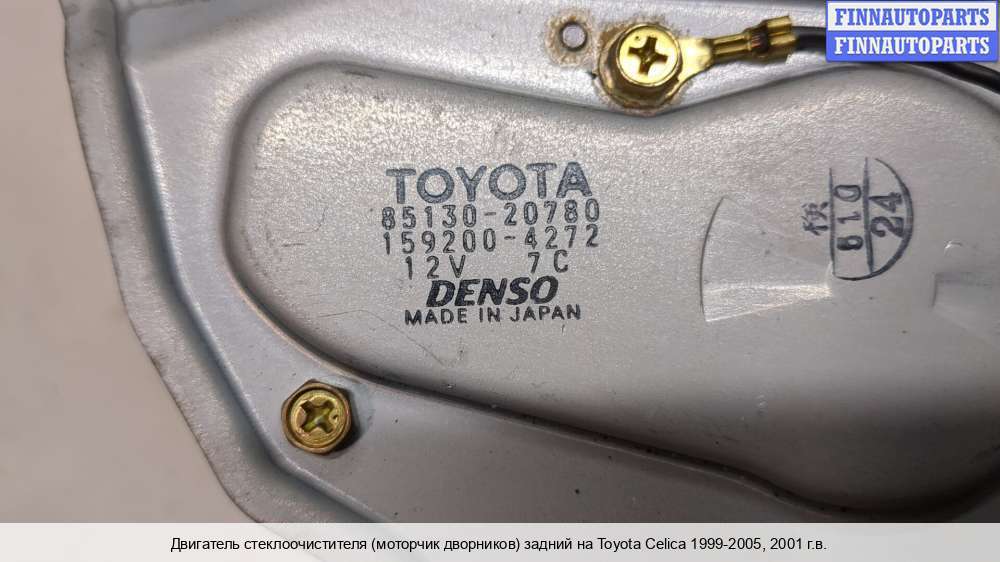 FINNAUTOPARTS
FINNAUTOPARTS
TOYOTA
85130-20780
159200-4272
12V 7C
DENSO
MADE IN JAPAN
検
610
24
Двигатель стеклоочистителя (моторчик дворников) задний на Toyota Celica 1999-2005, 2001 г.в.